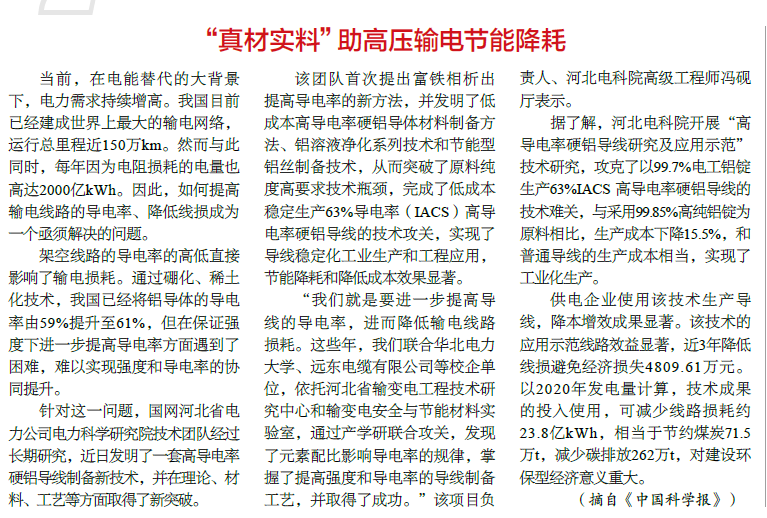 “真材实料”助高压输电节能降耗
当前，在电能替代的大背景
下，电力需求持续增高。我国目前
已经建成世界上最大的输电网络，
运行总里程近150万km。然而与此
同时，每年因为电阻损耗的电量也
高达2000亿kWh。因此，如何提高
输电线路的导电率、降低线损成为
一个亟须解决的问题。
架空线路的导电率的高低直接
影响了输电损耗。通过硼化、稀土
化技术，我国已经将铝导体的导电
率由59%提升至61%，但在保证强
度下进一步提高导电率方面遇到了
困难，难以实现强度和导电率的协
同提升。
针对这一问题，国网河北省电
力公司电力科学研究院技术团队经过
长期研究，近日发明了一套高导电率
硬铝导线制备新技术，并在理论、材
料、工艺等方面取得了新突破。
该团队首次提出富铁相析出
提高导电率的新方法，并发明了低
成本高导电率硬铝导体材料制备方
法、铝溶液净化系列技术和节能型
铝丝制备技术，从而突破了原料纯
度高要求技术瓶颈，完成了低成本
稳定生产63%导电率（IACS）高导
电率硬铝导线的技术攻关，实现了
导线稳定化工业生产和工程应用，
节能降耗和降低成本效果显著。
“我们就是要进一步提高导
线的导电率，进而降低输电线路
损耗。这些年，我们联合华北电力
大学、远东电缆有限公司等校企单
位，依托河北省输变电工程技术研
究中心和输变电安全与节能材料实
验室，通过产学研联合攻关，发现
了元素配比影响导电率的规律，掌
握了提高强度和导电率的导线制备
工艺，并取得了成功。”该项目负
责人、河北电科院高级工程师冯砚
厅表示。
据了解，河北电科院开展“高
导电率硬铝导线研究及应用示范”
技术研究，攻克了以99.7%电工铝锭
生产63%IACS 高导电率硬铝导线的
技术难关，与采用99.85%高纯铝锭为
原料相比，生产成本下降15.5%，和
普通导线的生产成本相当，实现了
工业化生产。
供电企业使用该技术生产导
线，降本增效成果显著。该技术的
应用示范线路效益显著，近3年降低
线损避免经济损失4809.61万元。
以2020年发电量计算，技术成果
的投入使用，可减少线路损耗约
23.8亿kWh，相当于节约煤炭71.5
万t，减少碳排放262万t，对建设环
保型经济意义重大。
（摘自《中国科学报》）